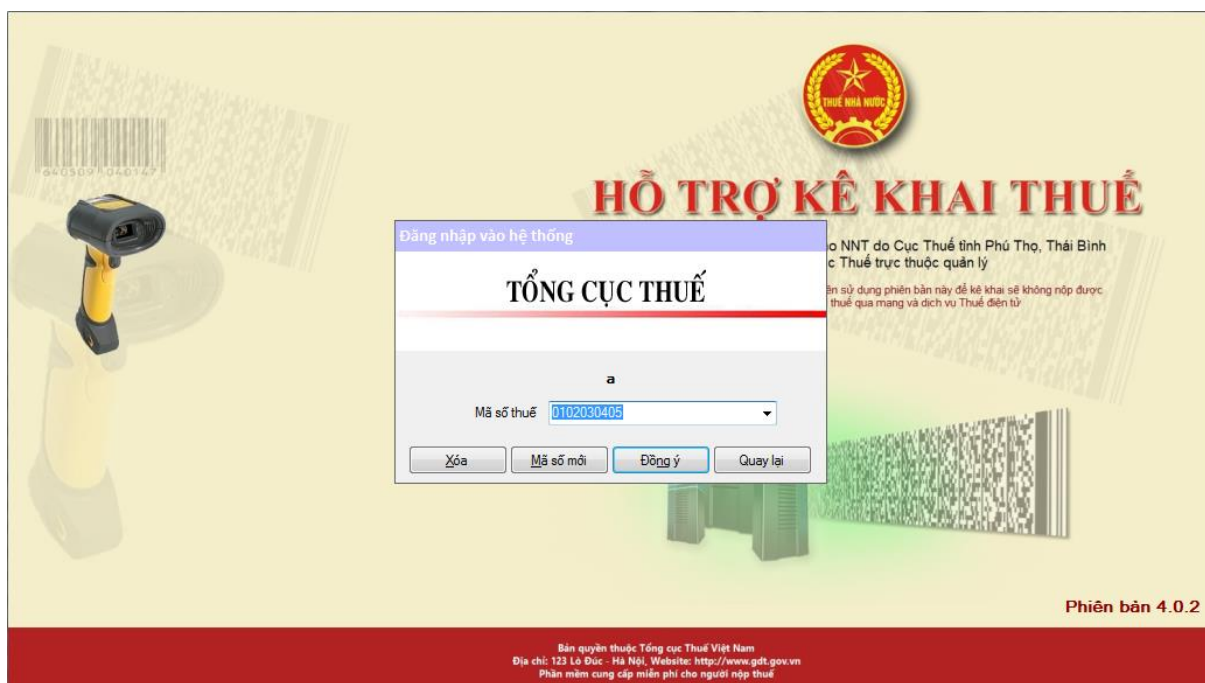 640509 040147
THUẾ NHÀ NƯỚC
HỖ TRỢ KÊ KHAI THUẾ
NNT do Cục Thuế tỉnh Phú Thọ, Thái Bình
Thuế trực thuộc quản lý
sử dụng phiên bản này để kê khai sẽ không nộp được
thuế qua mạng và dịch vụ Thuế điện tử
Đăng nhập vào hệ thống
TỔNG CỤC THUẾ
a
Mã số thuế 0102030405
Xóa Mã số mới Đồng ý Quay lại
Phiên bản 4.0.2
Bản quyền thuộc Tổng cục Thuế Việt Nam
Địa chỉ: 123 Lò Đúc - Hà Nội, Website: http://www.gdt.gov.vn
Phần mềm cung cấp miễn phí cho người nộp thuế